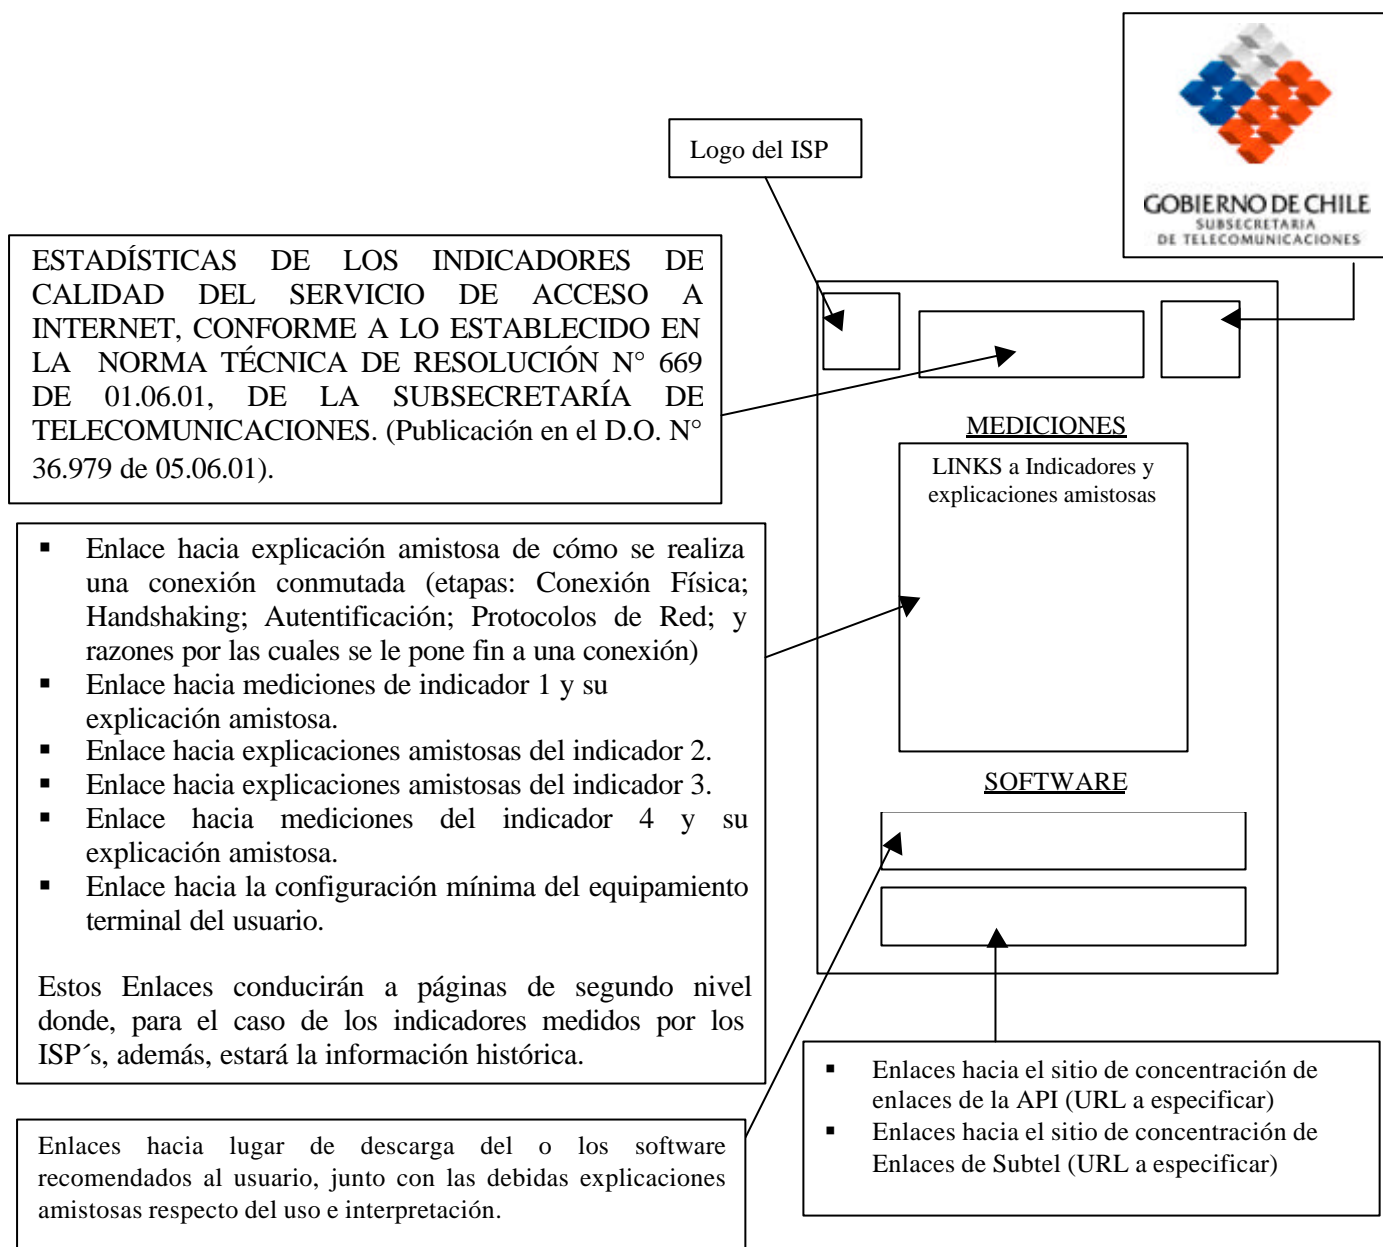 GOBIERNO DE CHILE
SUBSECRETARIA
DE TELECOMUNICACIONES
Logo del ISP
ESTADÍSTICAS DE LOS INDICADORES DE
CALIDAD DEL SERVICIO DE ACCESO A
INTERNET, CONFORME A LO ESTABLECIDO EN
LA NORMA TÉCNICA DE RESOLUCIÓN N° 669
DE 01.06.01, DE LA SUBSECRETARÍA DE
TELECOMUNICACIONES. (Publicación en el D.O. N°
36.979 de 05.06.01).
MEDICIONES
LINKS a Indicadores y
explicaciones amistosas
▪ Enlace hacia explicación amistosa de cómo se realiza
una conexión conmutada (etapas: Conexión Física;
Handshaking; Autentificación; Protocolos de Red; y
razones por las cuales se le pone fin a una conexión)
▪ Enlace hacia mediciones de indicador 1 y su
explicación amistosa.
▪ Enlace hacia explicaciones amistosas del indicador 2.
▪ Enlace hacia explicaciones amistosas del indicador 3.
▪ Enlace hacia mediciones del indicador 4 y su
explicación amistosa.
▪ Enlace hacia la configuración mínima del equipamiento
terminal del usuario.
Estos Enlaces conducirán a páginas de segundo nivel
donde, para el caso de los indicadores medidos por los
ISP´s, además, estará la información histórica.
SOFTWARE
Enlaces hacia lugar de descarga del o los software
recomendados al usuario, junto con las debidas explicaciones
amistosas respecto del uso e interpretación.
▪ Enlaces hacia el sitio de concentración de
enlaces de la API (URL a especificar)
▪ Enlaces hacia el sitio de concentración de
Enlaces de Subtel (URL a especificar)